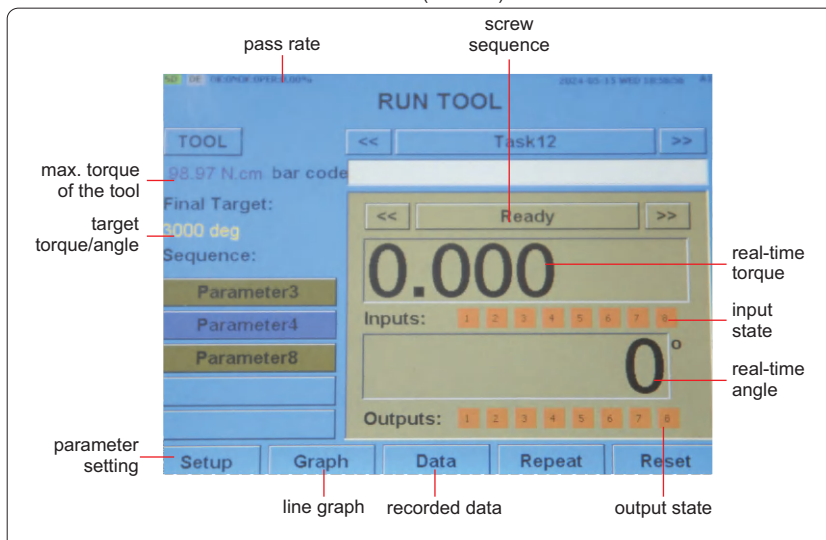 screw
sequence
pass rate
RUN TOOL
TOOL
<< Task12 >>
max. torque
of the tool
98.97 N.cm bar code
Final Target:
target
torque/angle
3000 deg
<< Ready >>
Sequence:
0.000
real-time
torque
Parameter3
Inputs: 1 2 3 4 5 6 7 8
input
state
Parameter4
Parameter8
0°
real-time
angle
Outputs: 1 2 3 4 5 6 7 8
parameter
setting
Setup Graph Data Repeat Reset
line graph recorded data output state